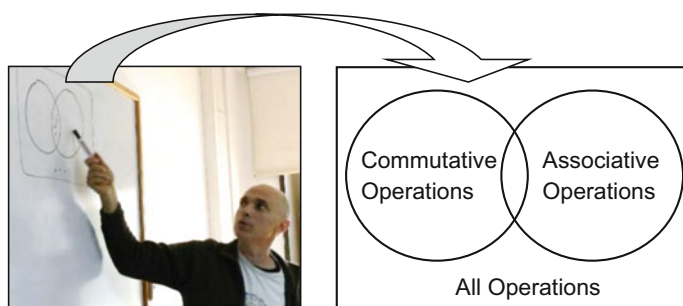 Commutative
Operations
Associative
Operations
All Operations